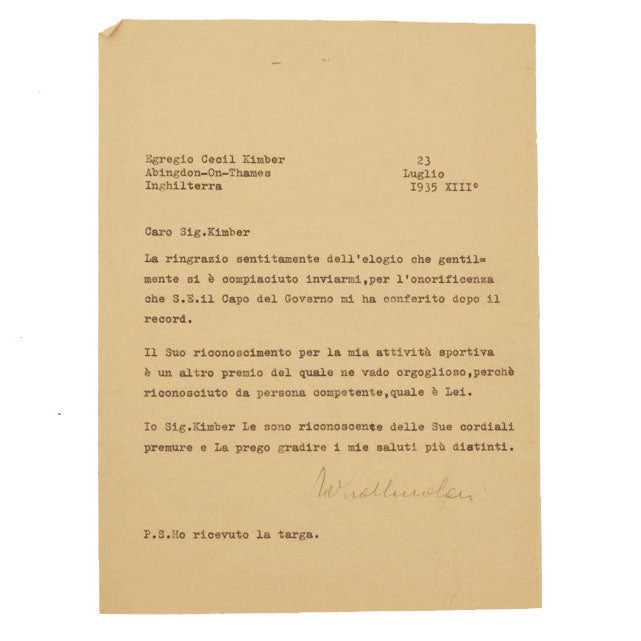 Egregio Cecil Kimber
Abingdon-On-Thames
Inghilterra
23
Luglio
1935 XIIIº
Caro Sig.Kimber
La ringrazio sentitamente dell'elogio che gentil=
mente si è compiaciuto inviarmi,per l'onorificenza
che S.E.il Capo del Governo mi ha conferito dopo il
record.
Il Suo riconoscimento per la mia attività sportiva
è un altro premio del quale ne vado orgoglioso,perchè
riconosciuto da persona competente,quale è Lei.
Io Sig.Kimber Le sono riconoscente delle Sue cordiali
premure e La prego gradire i mie saluti più distinti.
P.S.Ho ricevuto la targa.